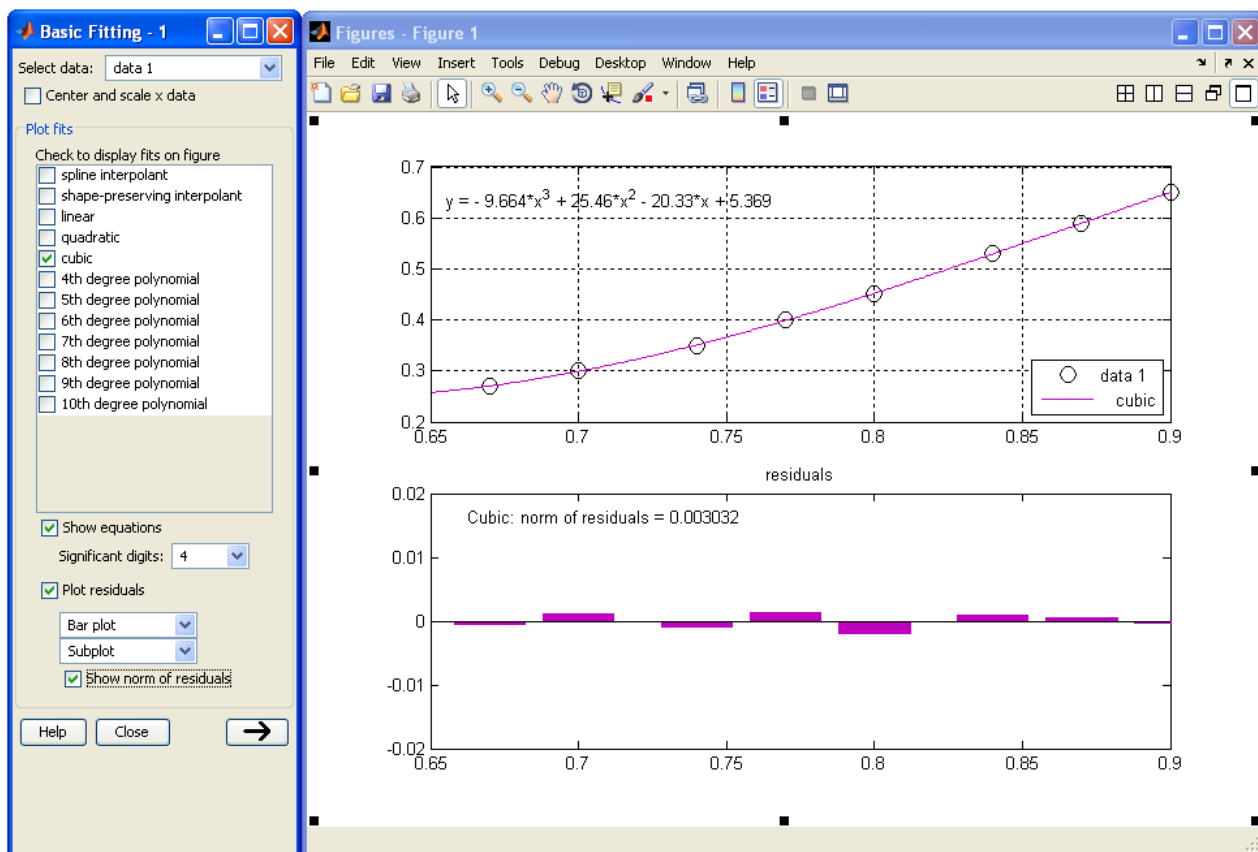 Basic Fitting - 1
Select data: data 1
Center and scale x data
Plot fits
Check to display fits on figure
spline interpolant
shape-preserving interpolant
linear
quadratic
cubic
4th degree polynomial
5th degree polynomial
6th degree polynomial
7th degree polynomial
8th degree polynomial
9th degree polynomial
10th degree polynomial
Show equations
Significant digits: 4
Plot residuals
Bar plot
Subplot
Show norm of residuals
Help Close
Figures - Figure 1
File Edit View Insert Tools Debug Desktop Window Help
0.7
y = - 9.664*x³ + 25.46*x² - 20.33*x + 5.369
0.6
0.5
0.4
0.3
data 1
cubic
0.2
0.65 0.7 0.75 0.8 0.85 0.9
residuals
0.02
Cubic: norm of residuals = 0.003032
0.01
0
-0.01
-0.02
0.65 0.7 0.75 0.8 0.85 0.9